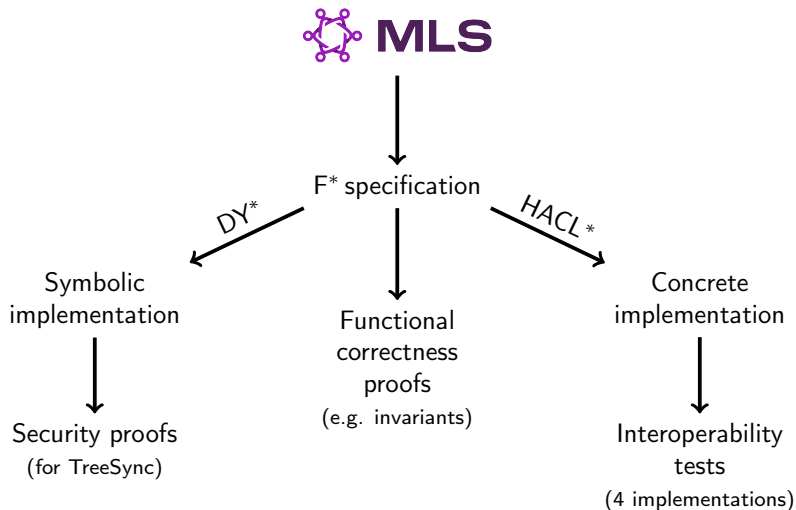 MLS
F* specification
DY*
HACL*
Symbolic
implementation
Functional
correctness
proofs
(e.g. invariants)
Concrete
implementation
Security proofs
(for TreeSync)
Interoperability
tests
(4 implementations)